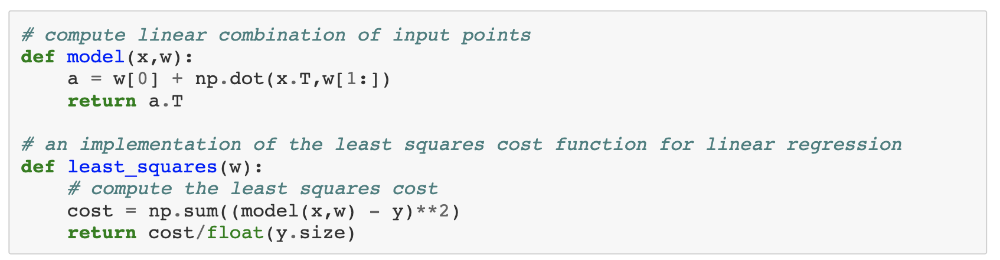 # compute linear combination of input points
def model(x,w):
    a = w[0] + np.dot(x.T,w[1:])
    return a.T

# an implementation of the least squares cost function for linear regression
def least_squares(w):
    # compute the least squares cost
    cost = np.sum((model(x,w) - y)**2)
    return cost/float(y.size)